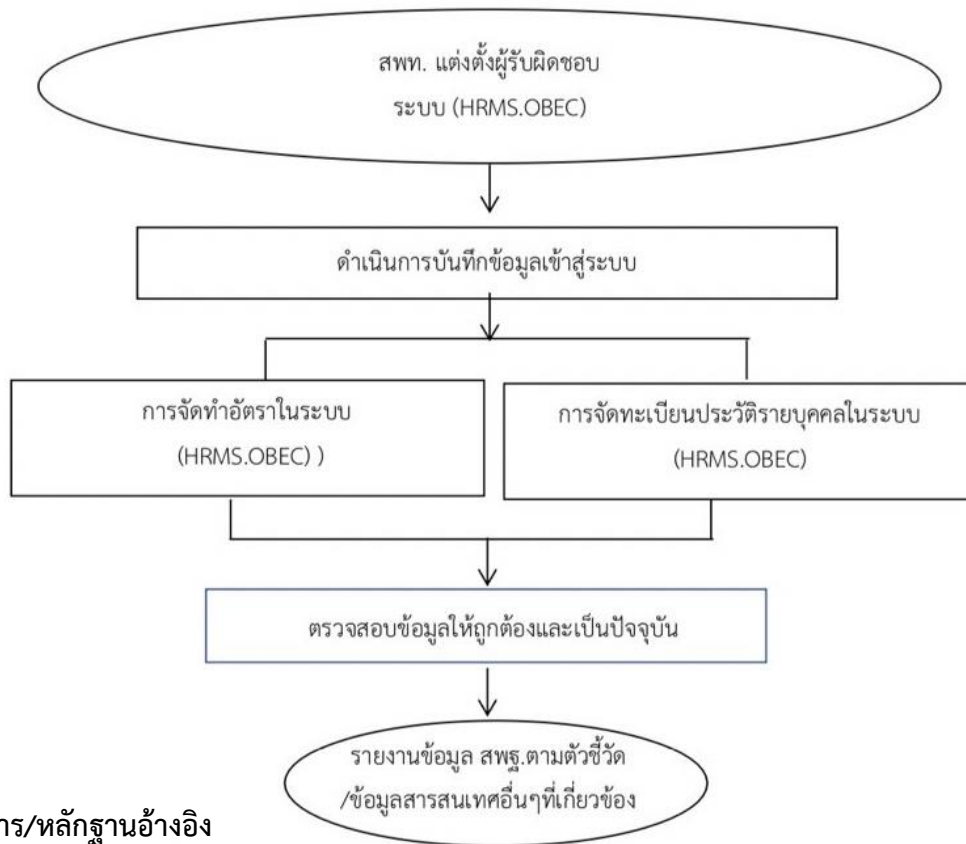 สพท. แต่งตั้งผู้รับผิดชอบ
ระบบ (HRMS.OBEC)
ดำเนินการบันทึกข้อมูลเข้าสู่ระบบ
การจัดทำอัตราในระบบ
(HRMS.OBEC) )
การจัดทะเบียนประวัติรายบุคคลในระบบ
(HRMS.OBEC)
ตรวจสอบข้อมูลให้ถูกต้องและเป็นปัจจุบัน
รายงานข้อมูล สพฐ.ตามตัวชี้วัด
/ข้อมูลสารสนเทศอื่นๆที่เกี่ยวข้อง
าร/หลักฐานอ้างอิง